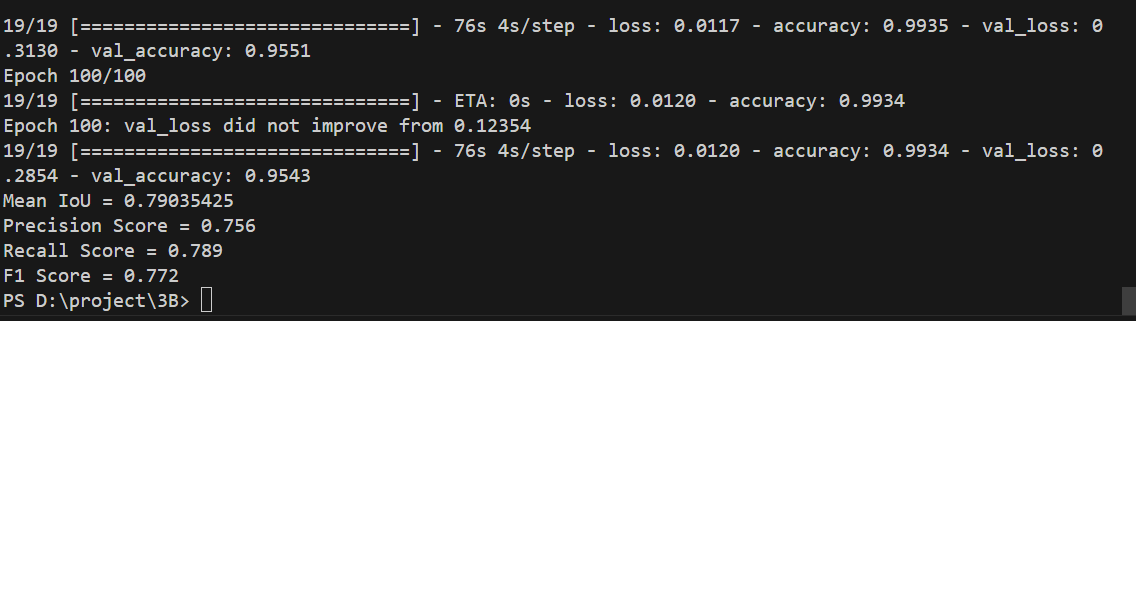 19/19 [==============================] - 76s 4s/step - loss: 0.0117 - accuracy: 0.9935 - val_loss: 0
.3130 - val_accuracy: 0.9551
Epoch 100/100
19/19 [==============================] - ETA: 0s - loss: 0.0120 - accuracy: 0.9934
Epoch 100: val_loss did not improve from 0.12354
19/19 [==============================] - 76s 4s/step - loss: 0.0120 - accuracy: 0.9934 - val_loss: 0
.2854 - val_accuracy: 0.9543
Mean IoU = 0.79035425
Precision Score = 0.756
Recall Score = 0.789
F1 Score = 0.772
PS D:\project\3B>